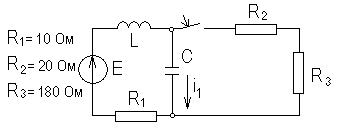 R₁= 10 Ом
R₂= 20 Ом
R₃= 180 Ом
E
L
C
i₁
R₁
R₂
R₃